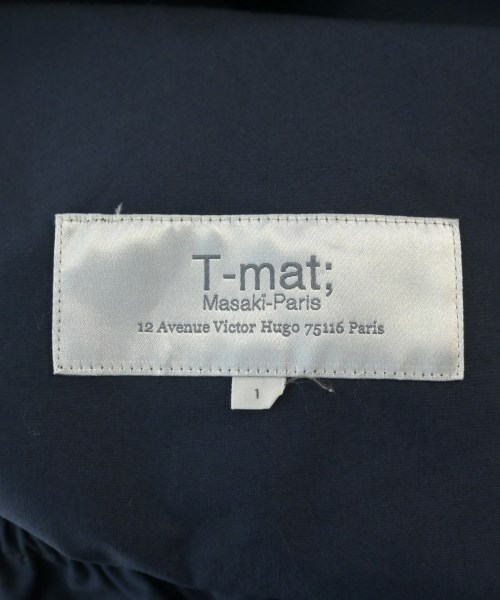 T-mat;
Masaki-Paris
12 Avenue Victor Hugo 75116 Paris
1